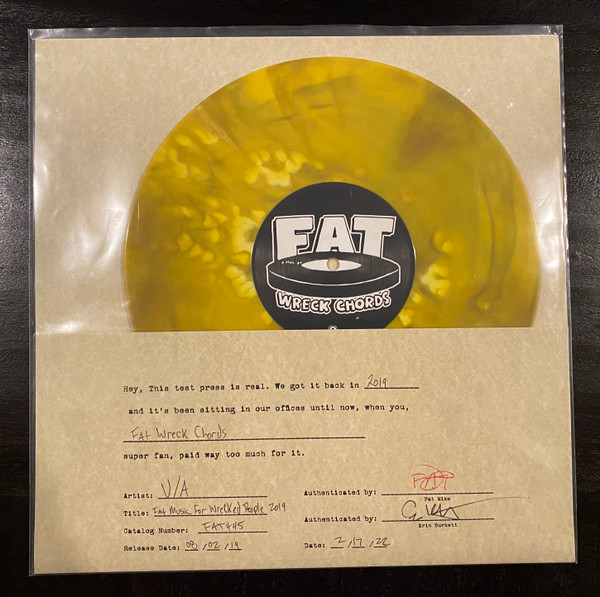 FAT
WRECK CHORDS
Hey, This test press is real. We got it back in 2019
and it's been sitting in our offices until now, when you,
Fat Wreck Chords
super fan, paid way too much for it.
Artist: V/A
Title: Fat Music For Wrecked People 2019
Catalog Number: FAT445
Release Date: 08/02/19
Authenticated by:
Fat Mike
Authenticated by:
Erin Burkett
Date: 2/17/22